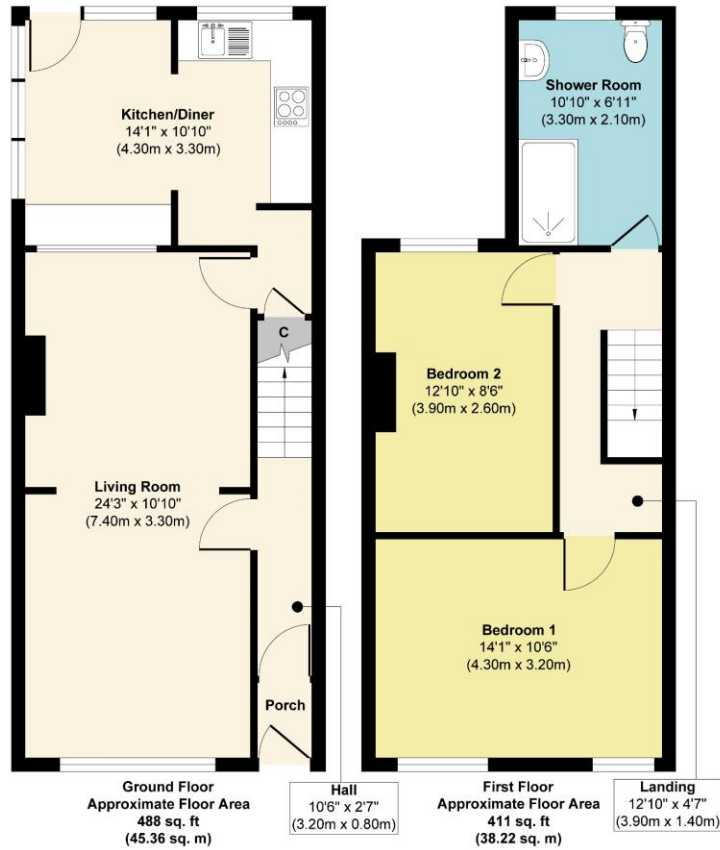 Kitchen/Diner
14'1" x 10'10"
(4.30m x 3.30m)
C
Living Room
24'3" x 10'10"
(7.40m x 3.30m)
Porch
Ground Floor
Approximate Floor Area
488 sq. ft
(45.36 sq. m)
Hall
10'6" x 2'7"
(3.20m x 0.80m)
Shower Room
10'10" x 6'11"
(3.30m x 2.10m)
Bedroom 2
12'10" x 8'6"
(3.90m x 2.60m)
Bedroom 1
14'1" x 10'6"
(4.30m x 3.20m)
First Floor
Approximate Floor Area
411 sq. ft
(38.22 sq. m)
Landing
12'10" x 4'7"
(3.90m x 1.40m)